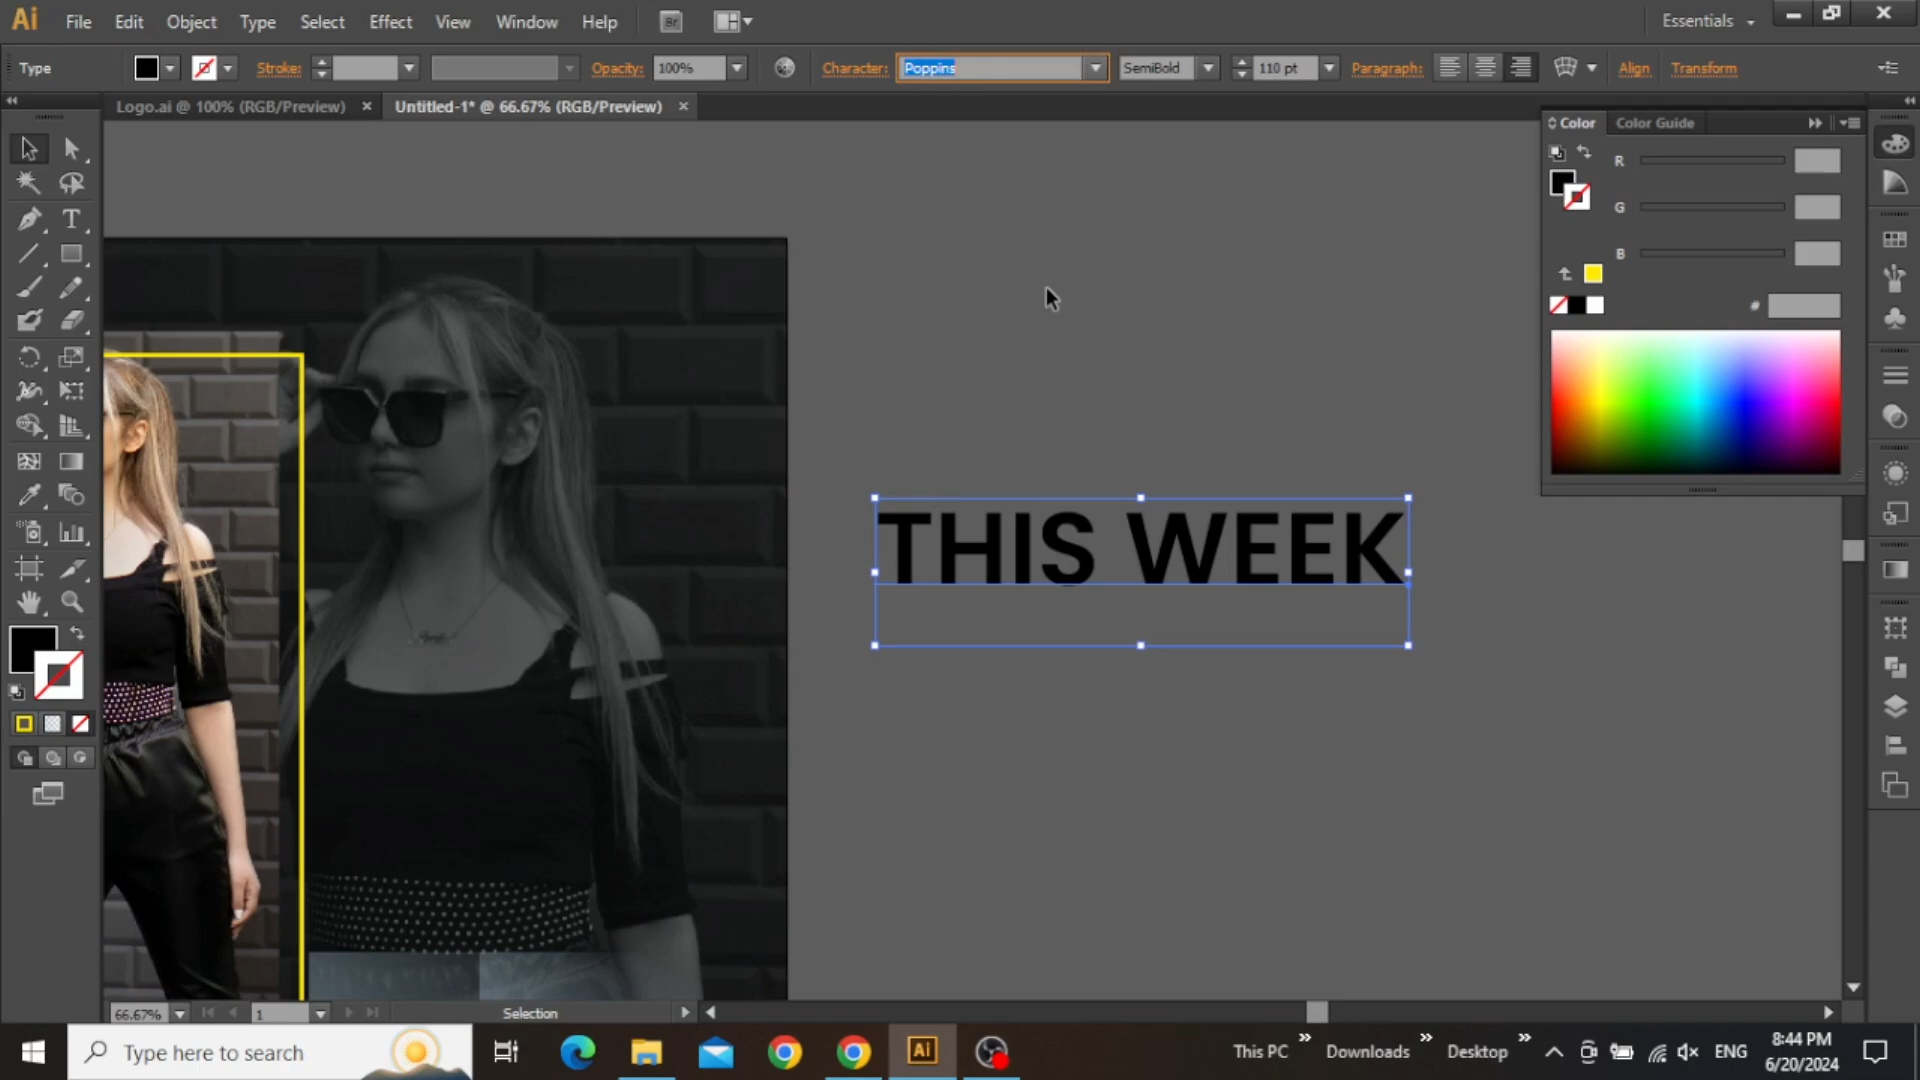 Ai File Edit Object Type Select Effect View Window Help Br Essentials
Type Stroke: Opacity: 100% Character: Poppins SemiBold 110 pt Paragraph: Align Transform
Logo.ai @ 100% (RGB/Preview) × Untitled-1* @ 66.67% (RGB/Preview) ×
Color Color Guide
R
G
B
#
THIS WEEK
66.67% 1 Selection
Type here to search Ai This PC » Downloads » Desktop » ENG 8:44 PM
6/20/2024